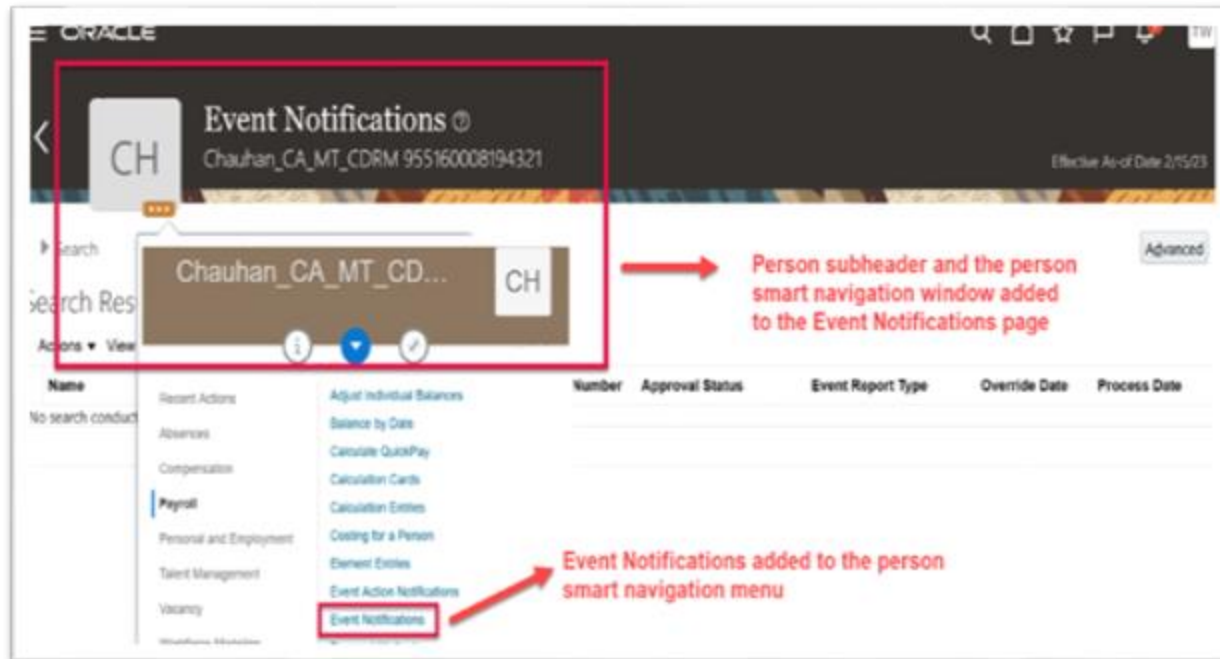 ORACLE
TW
Event Notifications
CH
Chauhan_CA_MT_CDRM 955160008194321
Effective As-of Date 2/15/23
Search
Advanced
Chauhan_CA_MT_CD...
CH
Person subheader and the person
smart navigation window added
to the Event Notifications page
Search Res
Actions View
Name
Number Approval Status Event Report Type Override Date Process Date
No search conduct
Recent Actions
Absences
Compensation
Payroll
Personal and Employment
Talent Management
Vacancy
Workforce Modeling
Adjust Individual Balances
Balance by Date
Calculate QuickPay
Calculation Cards
Calculation Entries
Costing for a Person
Element Entries
Event Action Notifications
Event Notifications
Event Notifications added to the person
smart navigation menu